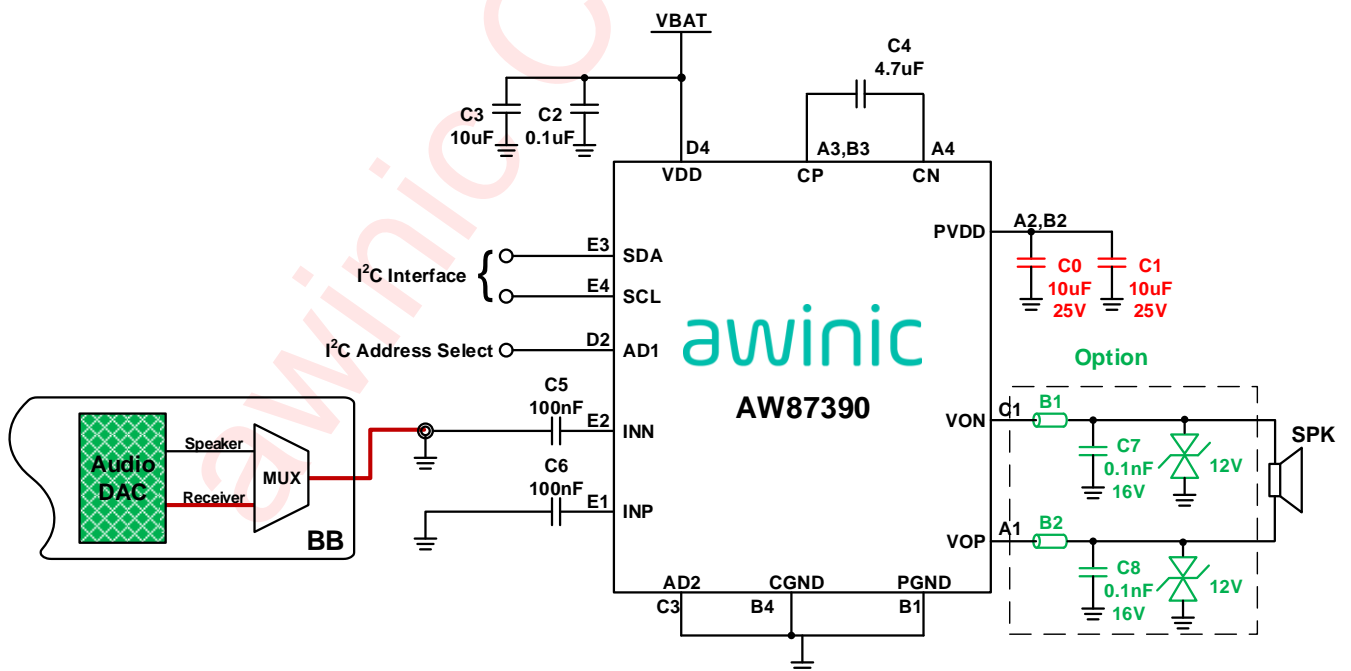 VBAT
C4
4.7uF
C3
10uF
C2
0.1uF
D4
A3,B3
A4
VDD
CP
CN
A2,B2
PVDD
C0
10uF
25V
C1
10uF
25V
I²C Interface {
E3
SDA
E4
SCL
I²C Address Select
D2
AD1
awinic
AW87390
Option
C5
100nF
E2
INN
C6
100nF
E1
INP
Audio
DAC
Speaker
Receiver
MUX
BB
VON
C1
B1
C7
0.1nF
16V
12V
SPK
VOP
A1
B2
C8
0.1nF
16V
12V
AD2
CGND
PGND
C3
B4
B1
awinic C